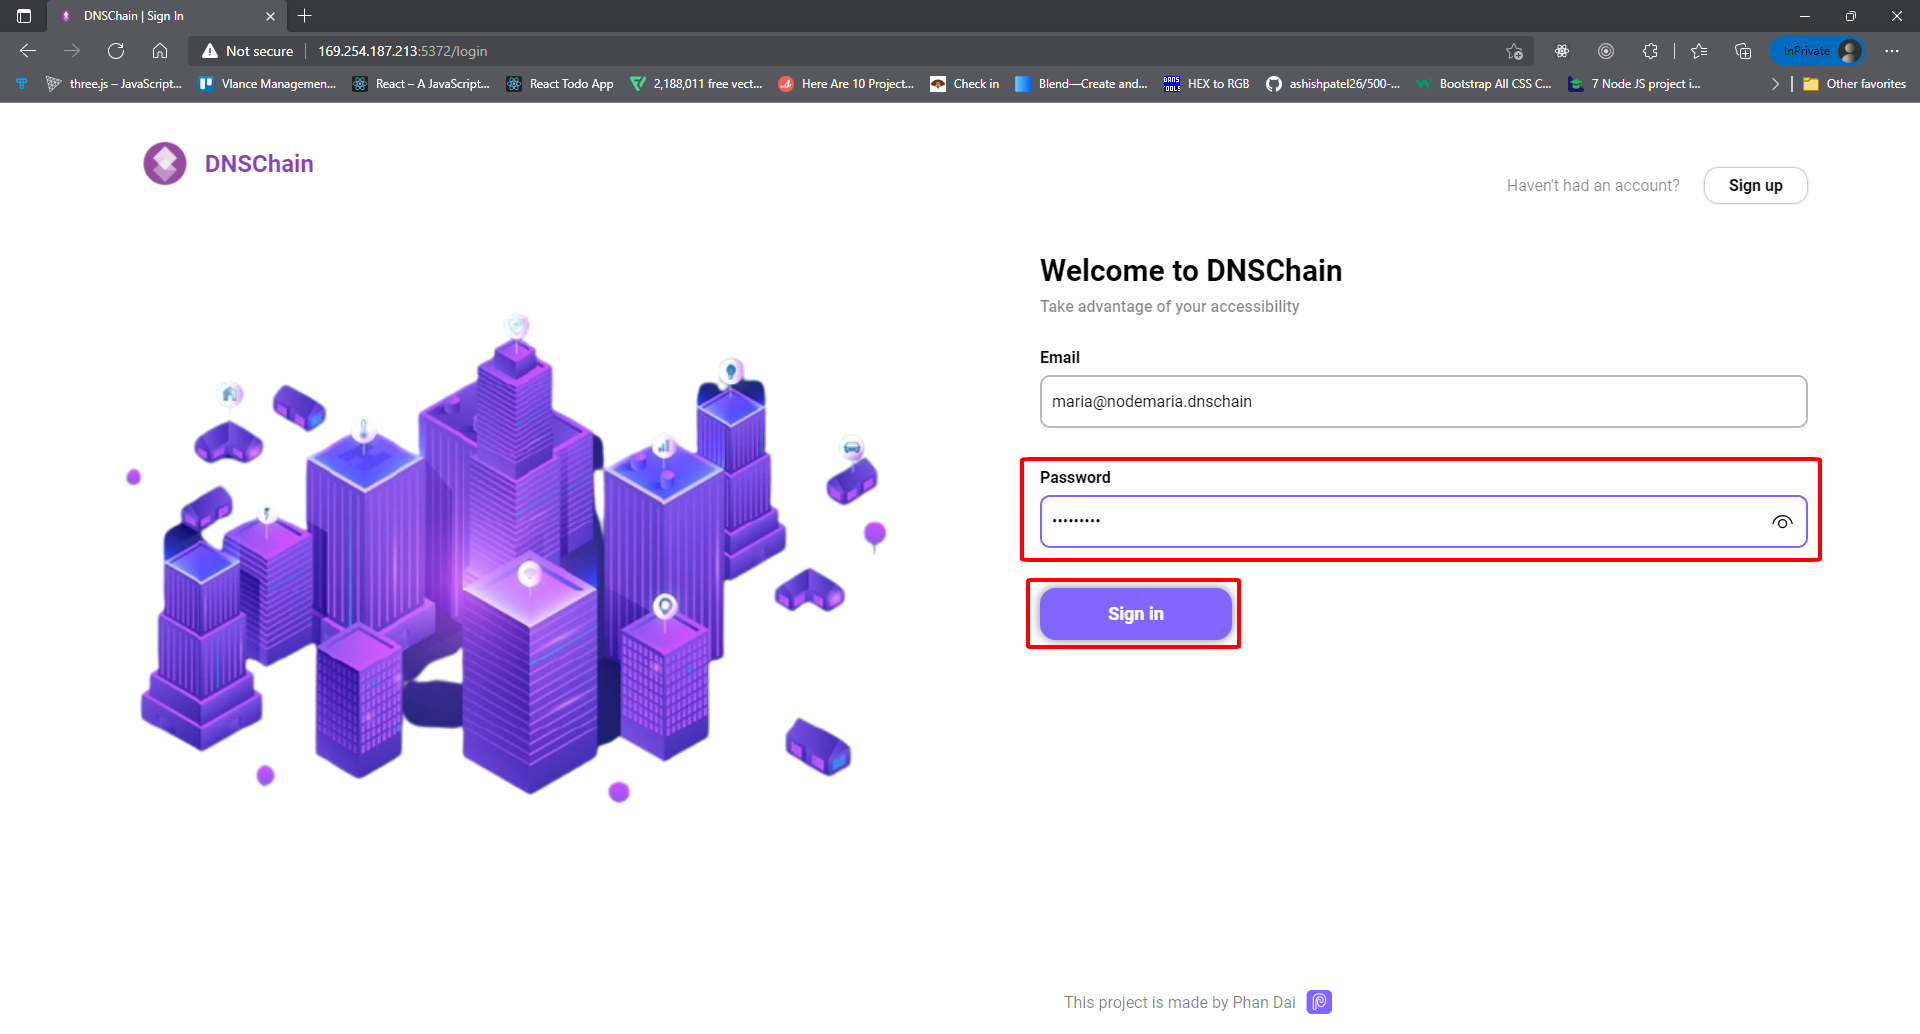 DNSChain | Sign In
Not secure
169.254.187.213:5372/login
InPrivate
three.js – JavaScript...
Vlance Managemen...
React – A JavaScript...
React Todo App
2,188,011 free vect...
Here Are 10 Project...
Check in
Blend—Create and...
DANS TOOLS
HEX to RGB
ashishpatel26/500-...
Bootstrap All CSS C...
7 Node JS project i...
Other favorites
DNSChain
Haven't had an account?
Sign up
Welcome to DNSChain
Take advantage of your accessibility
Email
maria@nodemaria.dnschain
Password
•••••••••
Sign in
This project is made by Phan Dai